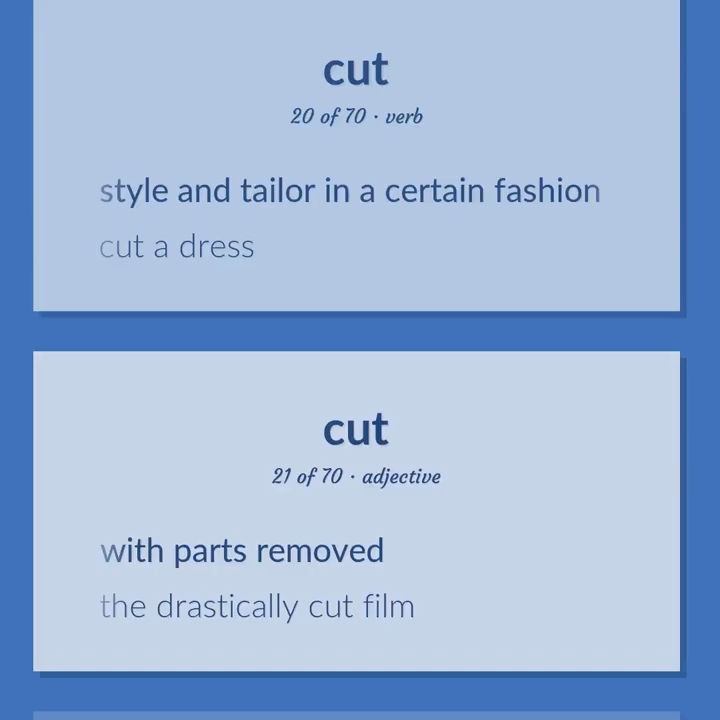 cut
20 of 70 · verb
style and tailor in a certain fashion
cut a dress
cut
21 of 70 · adjective
with parts removed
the drastically cut film